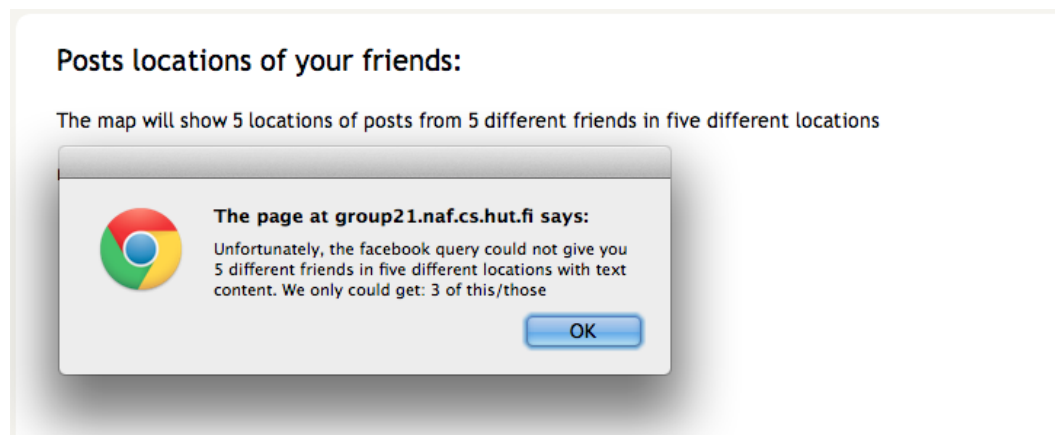 Posts locations of your friends:
The map will show 5 locations of posts from 5 different friends in five different locations
The page at group21.naf.cs.hut.fi says:
Unfortunately, the facebook query could not give you
5 different friends in five different locations with text
content. We only could get: 3 of this/those
OK